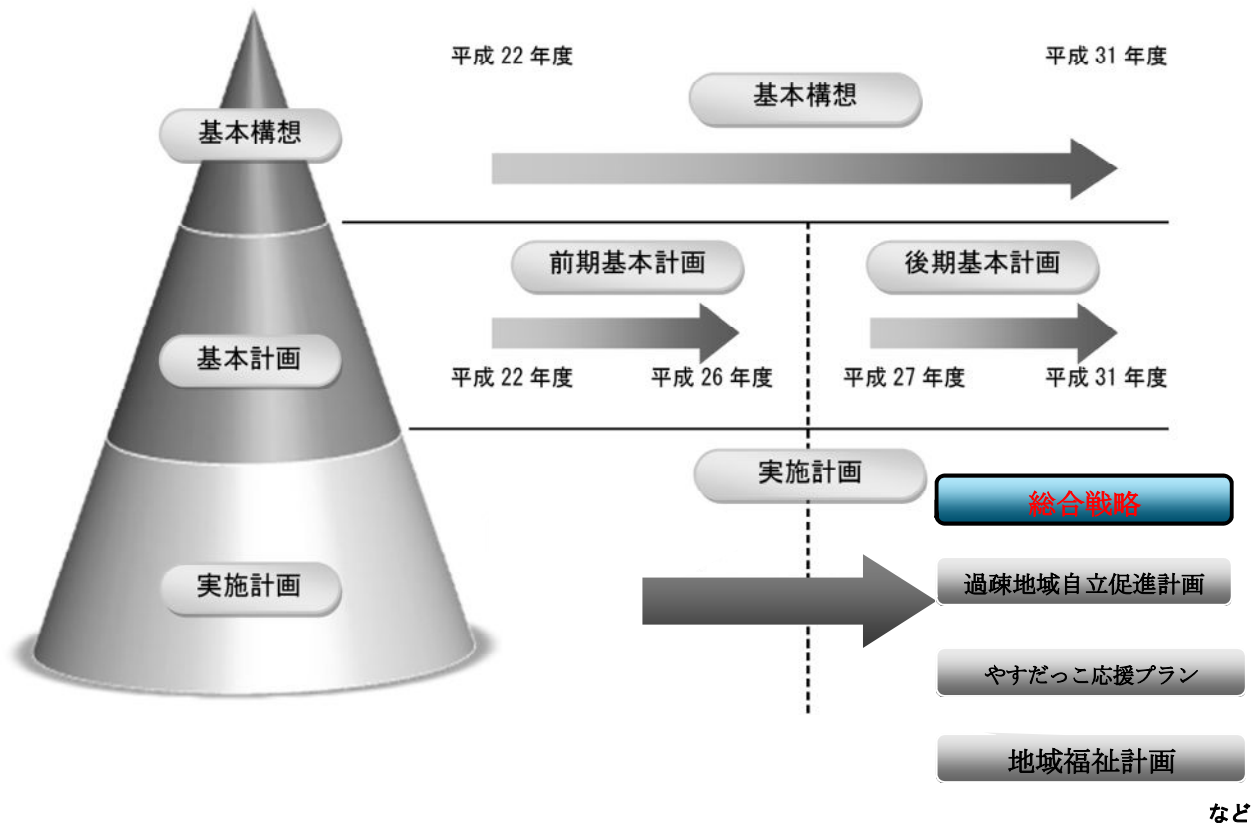 基本構想
基本計画
実施計画
平成 22 年度
平成 31 年度
基本構想
前期基本計画
後期基本計画
平成 22 年度
平成 26 年度
平成 27 年度
平成 31 年度
実施計画
総合戦略
過疎地域自立促進計画
やすだっこ応援プラン
地域福祉計画
など